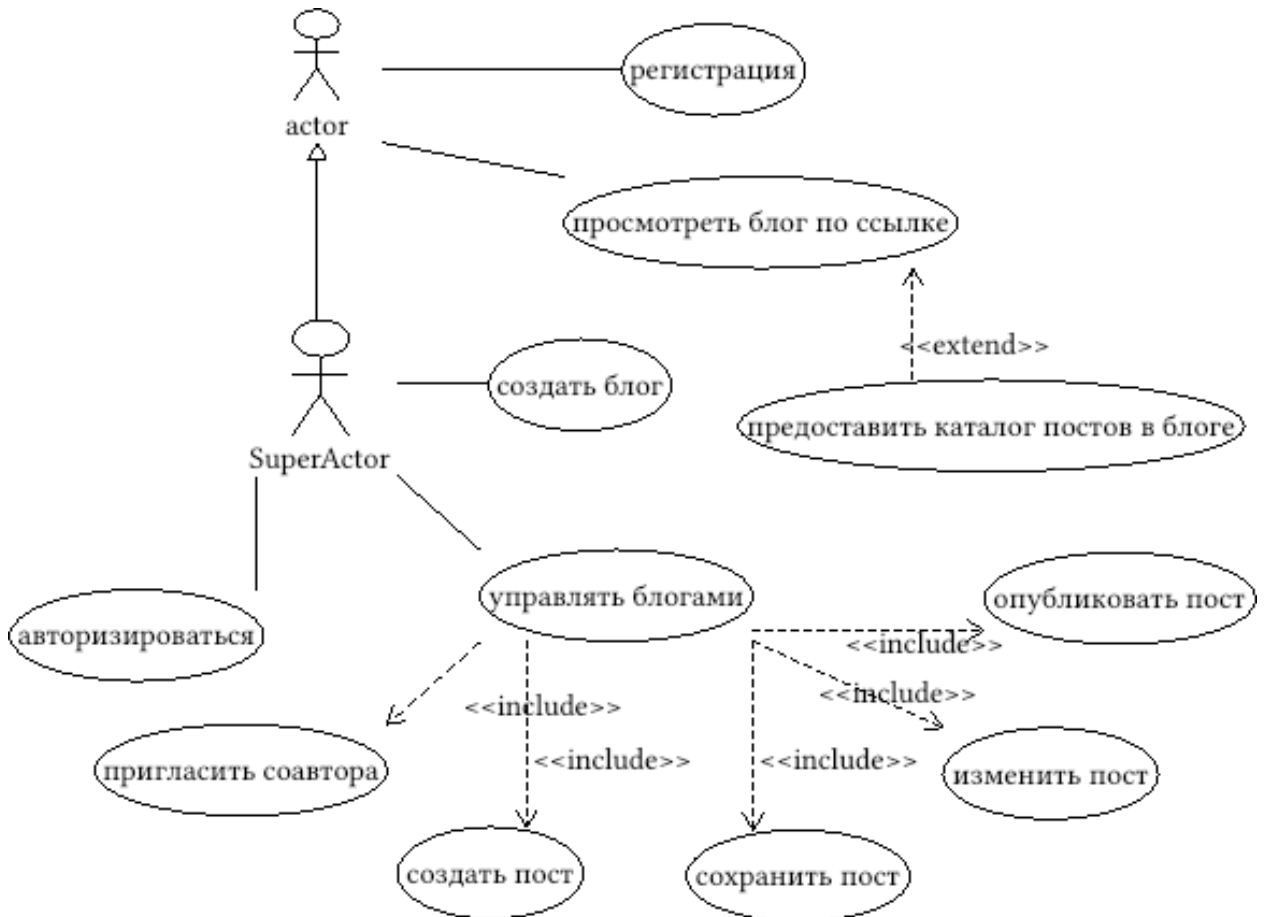 регистрация
actor
просмотреть блог по ссылке
<<extend>>
создать блог
предоставить каталог постов в блоге
SuperActor
управлять блогами
опубликовать пост
авторизироваться
<<include>>
<<include>>
<<include>>
<<include>>
<<include>>
пригласить соавтора
изменить пост
создать пост
сохранить пост